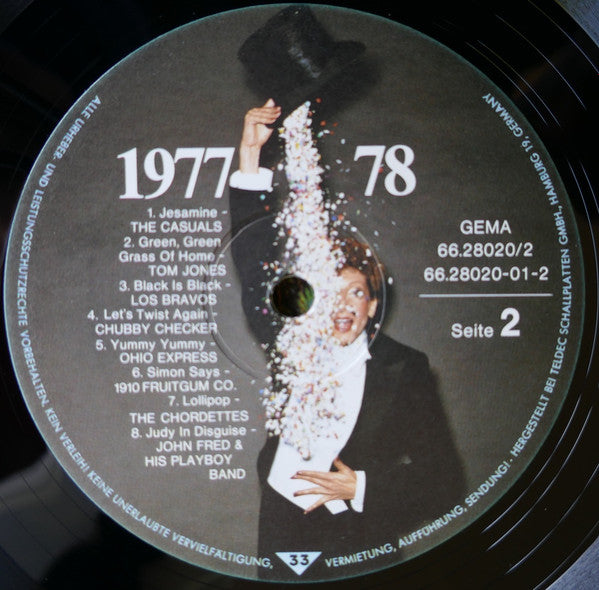 1977 78
1. Jesamine -
THE CASUALS
2. Green, Green
Grass Of Home -
TOM JONES
3. Black Is Black -
LOS BRAVOS
4. Let's Twist Again -
CHUBBY CHECKER
5. Yummy Yummy -
OHIO EXPRESS
6. Simon Says -
1910 FRUITGUM CO.
7. Lollipop -
THE CHORDETTES
8. Judy In Disguise -
JOHN FRED &
HIS PLAYBOY
BAND
GEMA
66.28020/2
66.28020-01-2
Seite 2
ALLE URHEBER- UND LEISTUNGSSCHUTZRECHTE VORBEHALTEN. KEIN VERLEIH! KEINE UNERLAUBTE VERVIELFÄLTIGUNG, VERMIETUNG, AUFFÜHRUNG, SENDUNG! HERGESTELLT BEI TELDEC SCHALLPLATTEN GMBH., HAMBURG 19, GERMANY
33